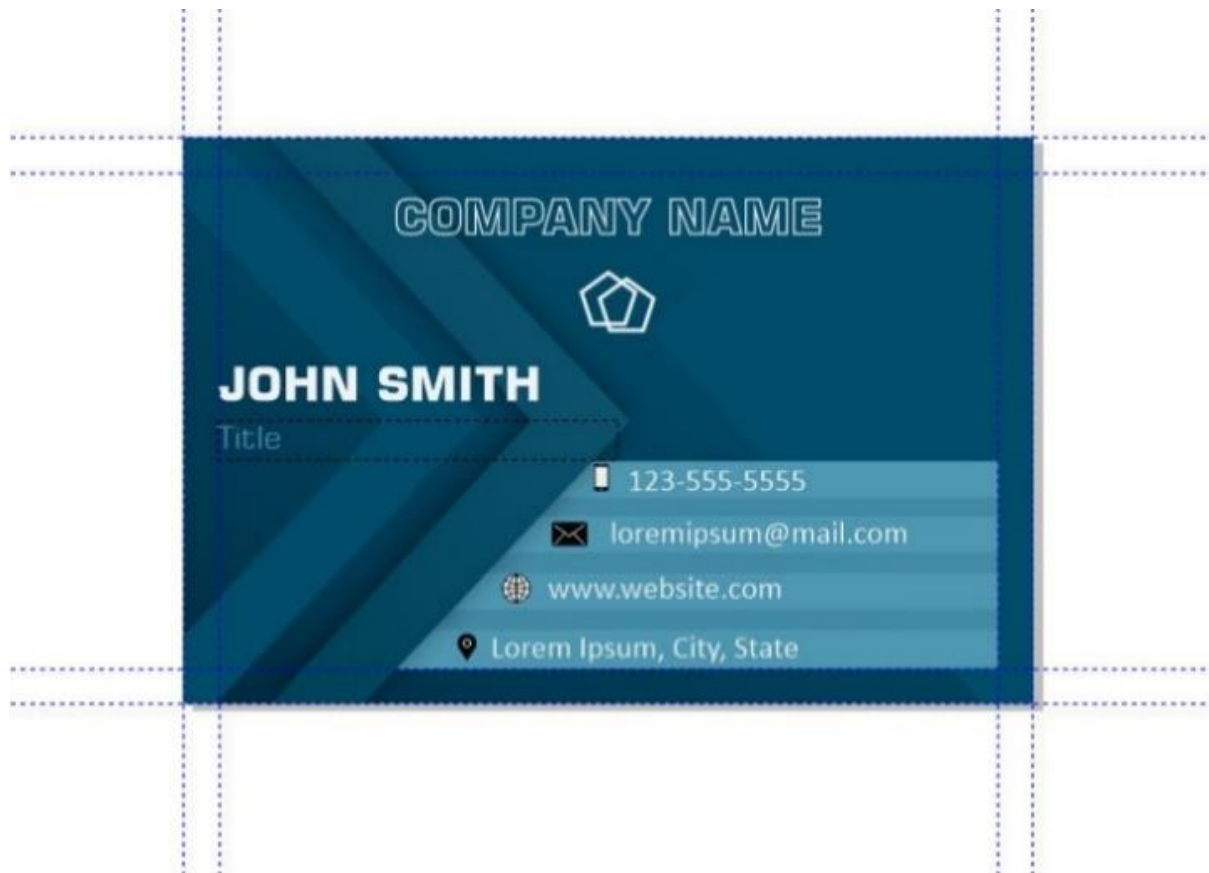 COMPANY NAME
JOHN SMITH
Title
123-555-5555
loremipsum@mail.com
www.website.com
Lorem Ipsum, City, State